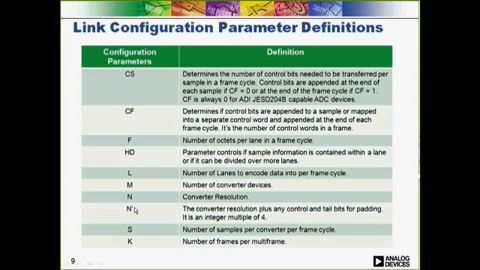 Link Configuration Parameter Definitions
Configuration
Parameters
Definition
CS
Determines the number of control bits needed to be transferred per
sample in a frame cycle. Control bits are appended at the end of
each sample if CF = 0 or at the end of the frame cycle if CF = 1.
CF is always 0 for ADI JESD204B capable ADC devices.
CF
Determines if control bits are appended to a sample or mapped
into a separate control word and appended at the end of each
frame cycle. It's the number of control words in a frame.
F
Number of octets per lane in a frame cycle.
HD
Parameter controls if sample information is contained within a lane
or if it can be divided over more lanes.
L
Number of Lanes to encode data into per frame cycle.
M
Number of converter devices.
N
Converter Resolution.
N'
The converter resolution plus any control and tail bits for padding.
It is an integer multiple of 4.
S
Number of samples per converter per frame cycle.
K
Number of frames per multiframe.
9
ANALOG
DEVICES